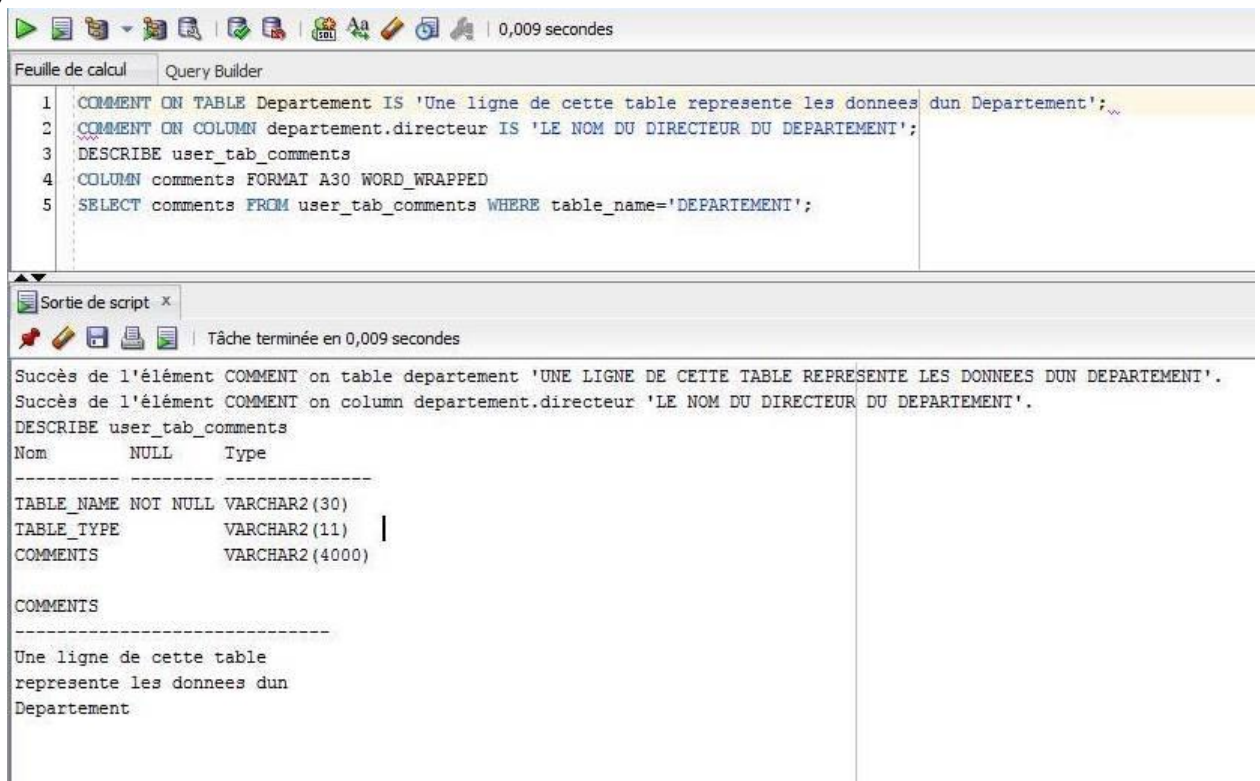 0,009 secondes
Feuille de calcul Query Builder
1 COMMENT ON TABLE Departement IS 'Une ligne de cette table represente les donnees dun Departement';
2 COMMENT ON COLUMN departement.directeur IS 'LE NOM DU DIRECTEUR DU DEPARTEMENT';
3 DESCRIBE user_tab_comments
4 COLUMN comments FORMAT A30 WORD_WRAPPED
5 SELECT comments FROM user_tab_comments WHERE table_name='DEPARTEMENT';
Sortie de script x
Tâche terminée en 0,009 secondes
Succès de l'élément COMMENT on table departement 'UNE LIGNE DE CETTE TABLE REPRESENTE LES DONNEES DUN DEPARTEMENT'.
Succès de l'élément COMMENT on column departement.directeur 'LE NOM DU DIRECTEUR DU DEPARTEMENT'.
DESCRIBE user_tab_comments
Nom NULL Type
---------- -------- --------------
TABLE_NAME NOT NULL VARCHAR2(30)
TABLE_TYPE VARCHAR2(11)
COMMENTS VARCHAR2(4000)
COMMENTS
------------------------------
Une ligne de cette table
represente les donnees dun
Departement